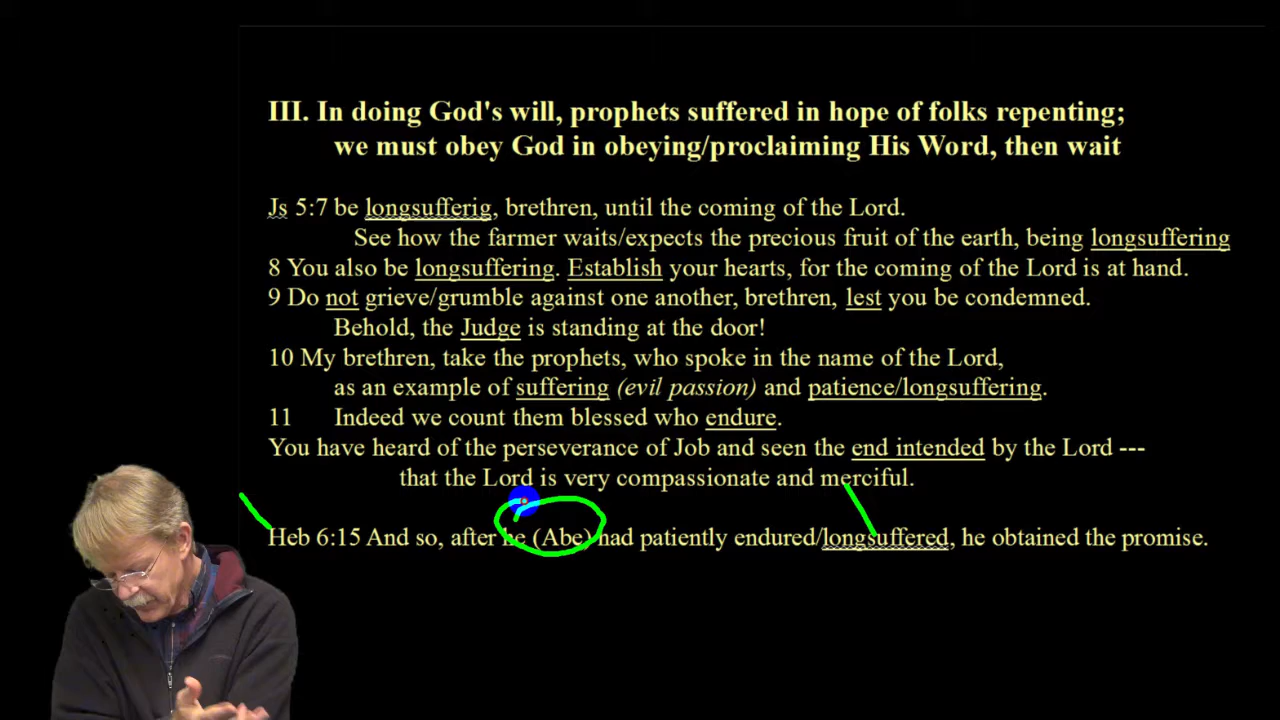 III. In doing God's will, prophets suffered in hope of folks repenting;
we must obey God in obeying/proclaiming His Word, then wait
Js 5:7 be longsufferig, brethren, until the coming of the Lord.
See how the farmer waits/expects the precious fruit of the earth, being longsuffering
8 You also be longsuffering. Establish your hearts, for the coming of the Lord is at hand.
9 Do not grieve/grumble against one another, brethren, lest you be condemned.
Behold, the Judge is standing at the door!
10 My brethren, take the prophets, who spoke in the name of the Lord,
as an example of suffering (evil passion) and patience/longsuffering.
11 Indeed we count them blessed who endure.
You have heard of the perseverance of Job and seen the end intended by the Lord ---
that the Lord is very compassionate and merciful.
Heb 6:15 And so, after he (Abe) had patiently endured/longsuffered, he obtained the promise.